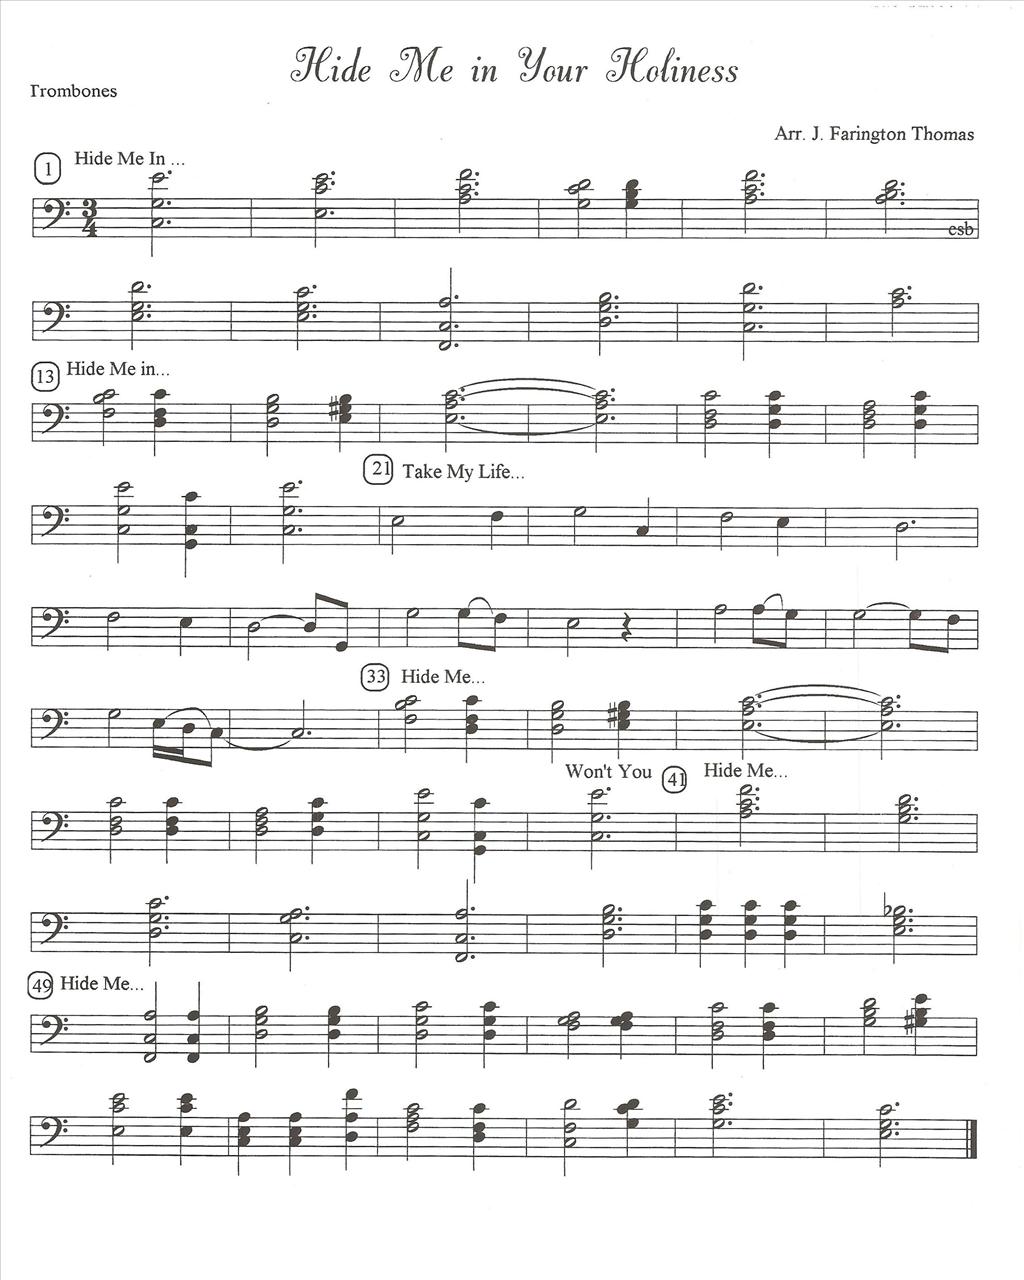 Hide Me in Your Holiness
Trombones
Arr. J. Farington Thomas
1 Hide Me In ...
3
4
csb
13 Hide Me in...
21 Take My Life...
33 Hide Me...
Won't You 41 Hide Me...
49 Hide Me...